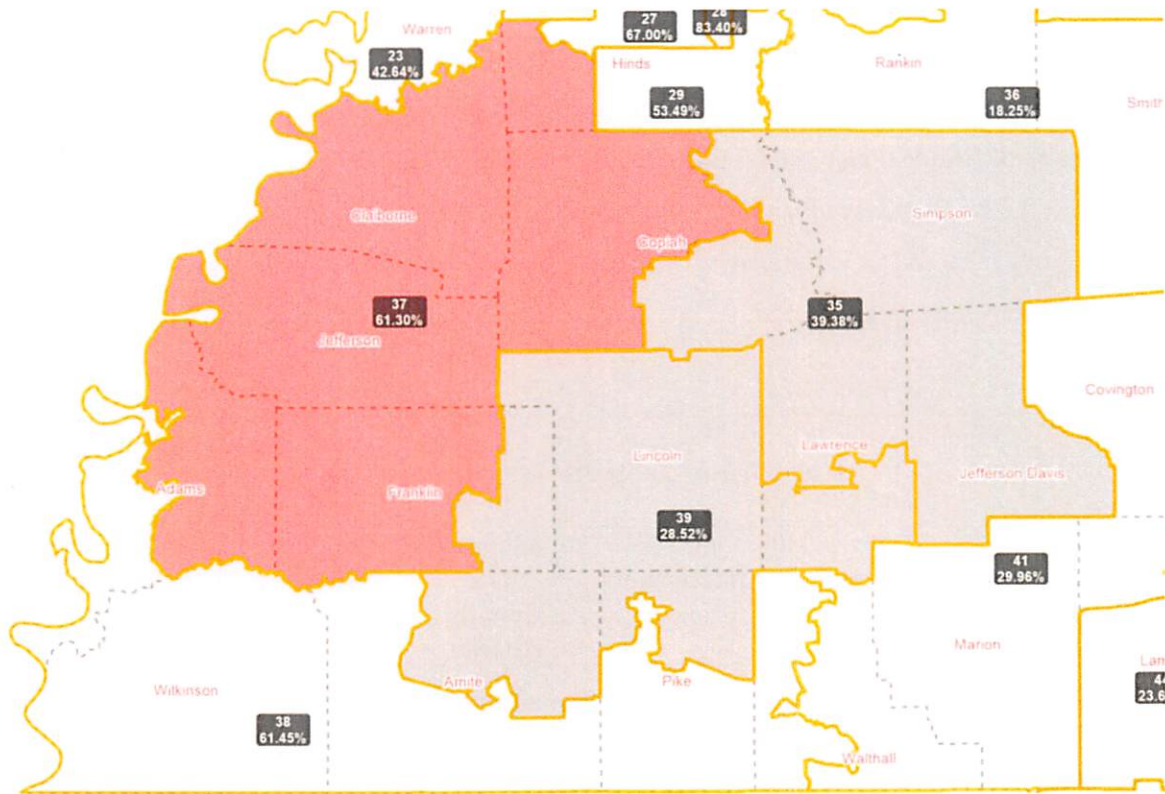 27
67.00%
28
83.40%
Warren
23
42.64%
Hinds
Rankin
29
53.49%
36
18.25%
Smith
Claiborne
Simpson
Copiah
37
61.30%
35
39.38%
Jefferson
Covington
Lincoln
Lawrence
Jefferson Davis
Adams
Franklin
39
28.52%
41
29.96%
Marion
Wilkinson
Amite
Pike
38
61.45%
Walthall